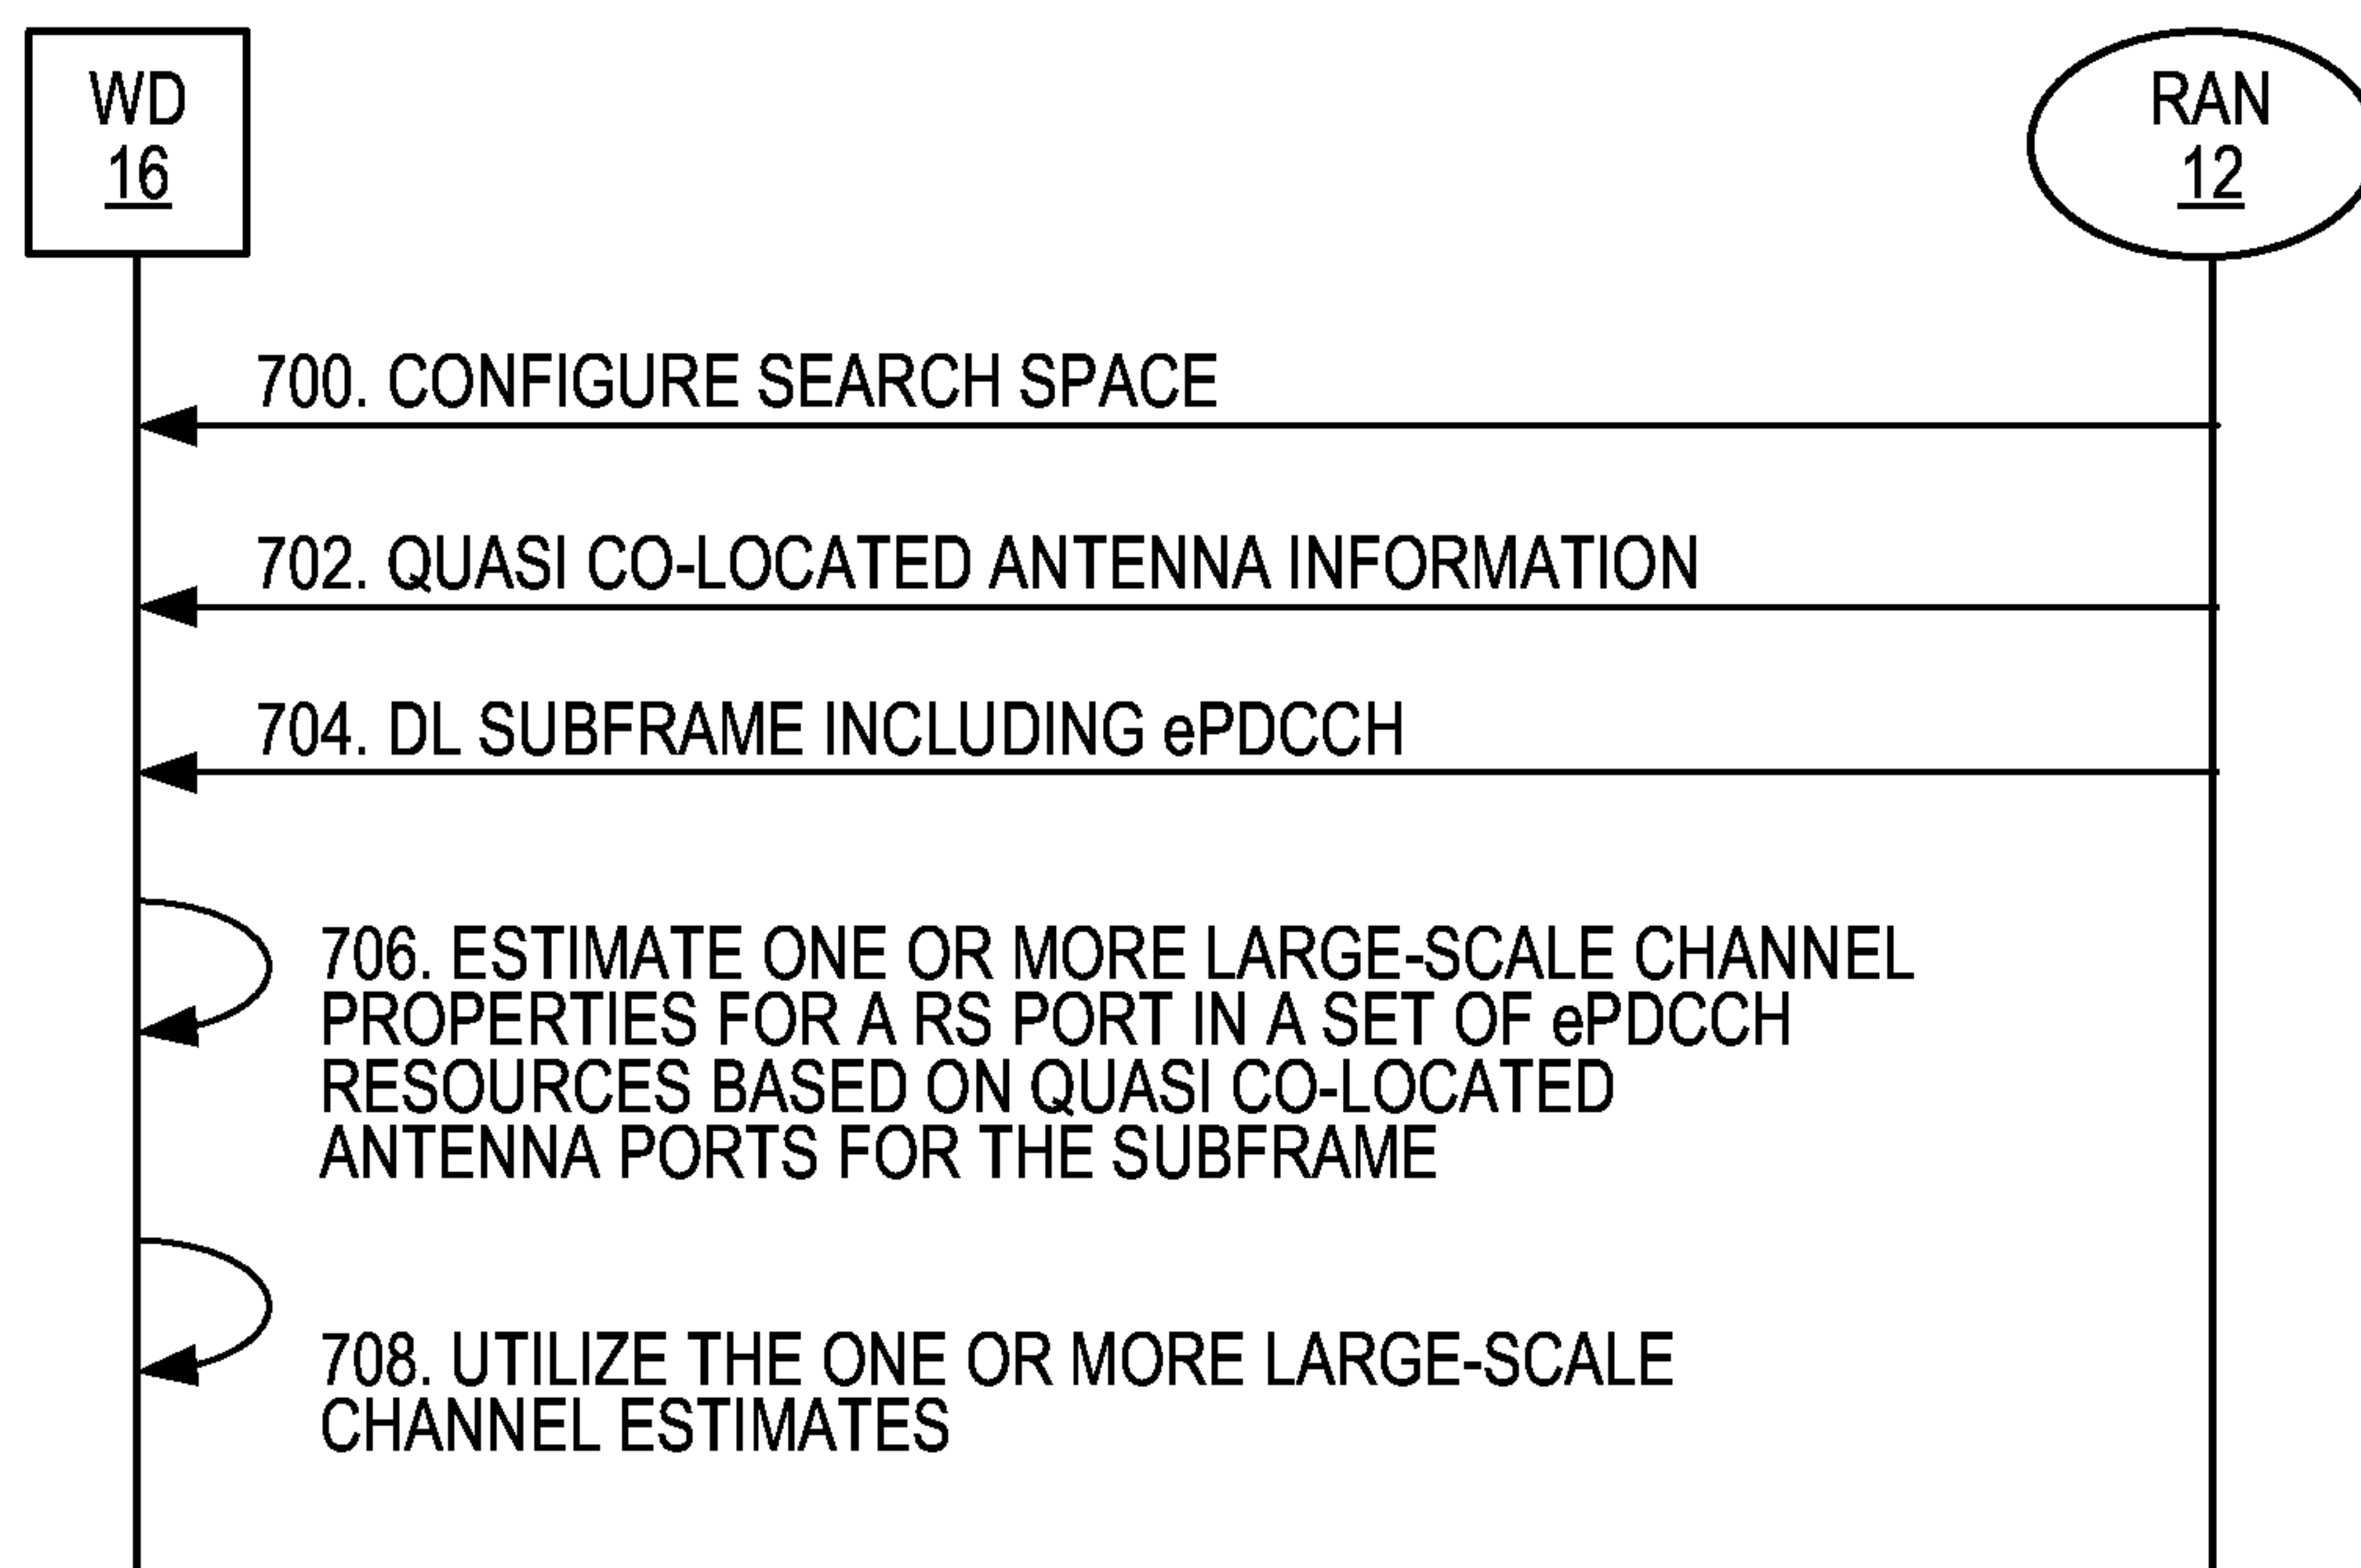 WD
16
RAN
12
700. CONFIGURE SEARCH SPACE
702. QUASI CO-LOCATED ANTENNA INFORMATION
704. DL SUBFRAME INCLUDING ePDCCH
706. ESTIMATE ONE OR MORE LARGE-SCALE CHANNEL
PROPERTIES FOR A RS PORT IN A SET OF ePDCCH
RESOURCES BASED ON QUASI CO-LOCATED
ANTENNA PORTS FOR THE SUBFRAME
708. UTILIZE THE ONE OR MORE LARGE-SCALE
CHANNEL ESTIMATES